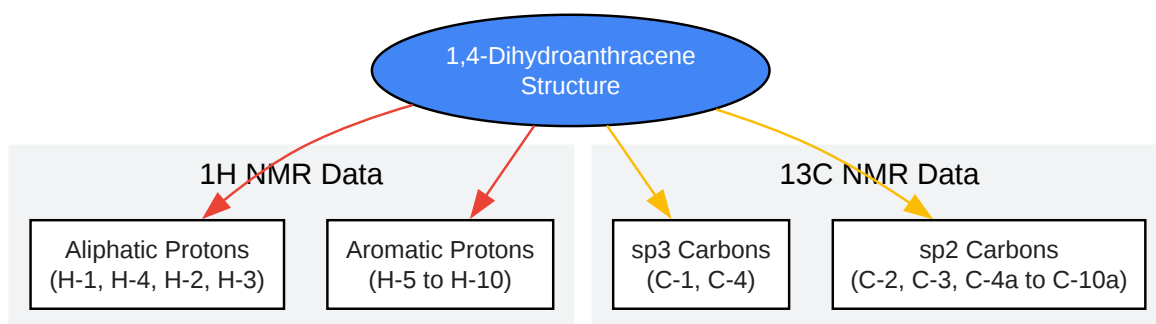 1,4-Dihydroanthracene
Structure
1H NMR Data
13C NMR Data
Aliphatic Protons
(H-1, H-4, H-2, H-3)
Aromatic Protons
(H-5 to H-10)
sp3 Carbons
(C-1, C-4)
sp2 Carbons
(C-2, C-3, C-4a to C-10a)